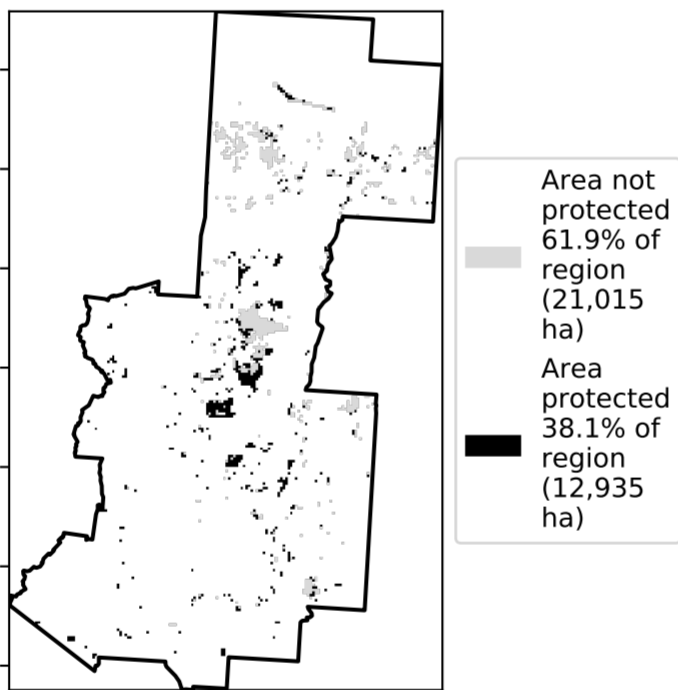 Area not
protected
61.9% of
region
(21,015
ha)
Area
protected
38.1% of
region
(12,935
ha)